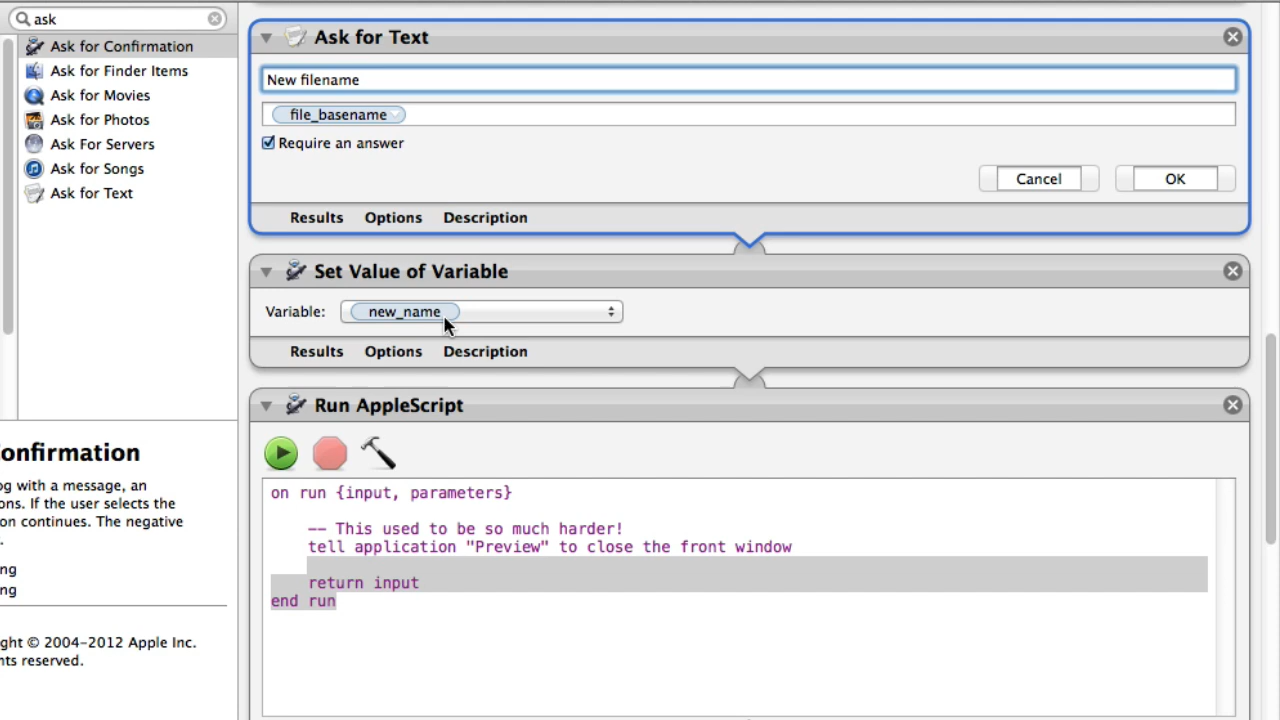 ask
Ask for Confirmation
Ask for Finder Items
Ask for Movies
Ask for Photos
Ask For Servers
Ask for Songs
Ask for Text
onfirmation
og with a message, an
ons. If the user selects the
on continues. The negative
.
ng
ng
ght © 2004–2012 Apple Inc.
nts reserved.
Ask for Text
New filename
file_basename
Require an answer
Cancel OK
Results Options Description
Set Value of Variable
Variable: new_name
Results Options Description
Run AppleScript
on run {input, parameters}
-- This used to be so much harder!
tell application "Preview" to close the front window
return input
end run